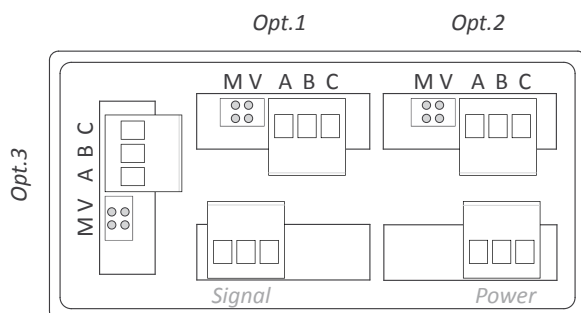 Opt.1 Opt.2
M V A B C M V A B C
Opt.3
M V A B C
Signal Power